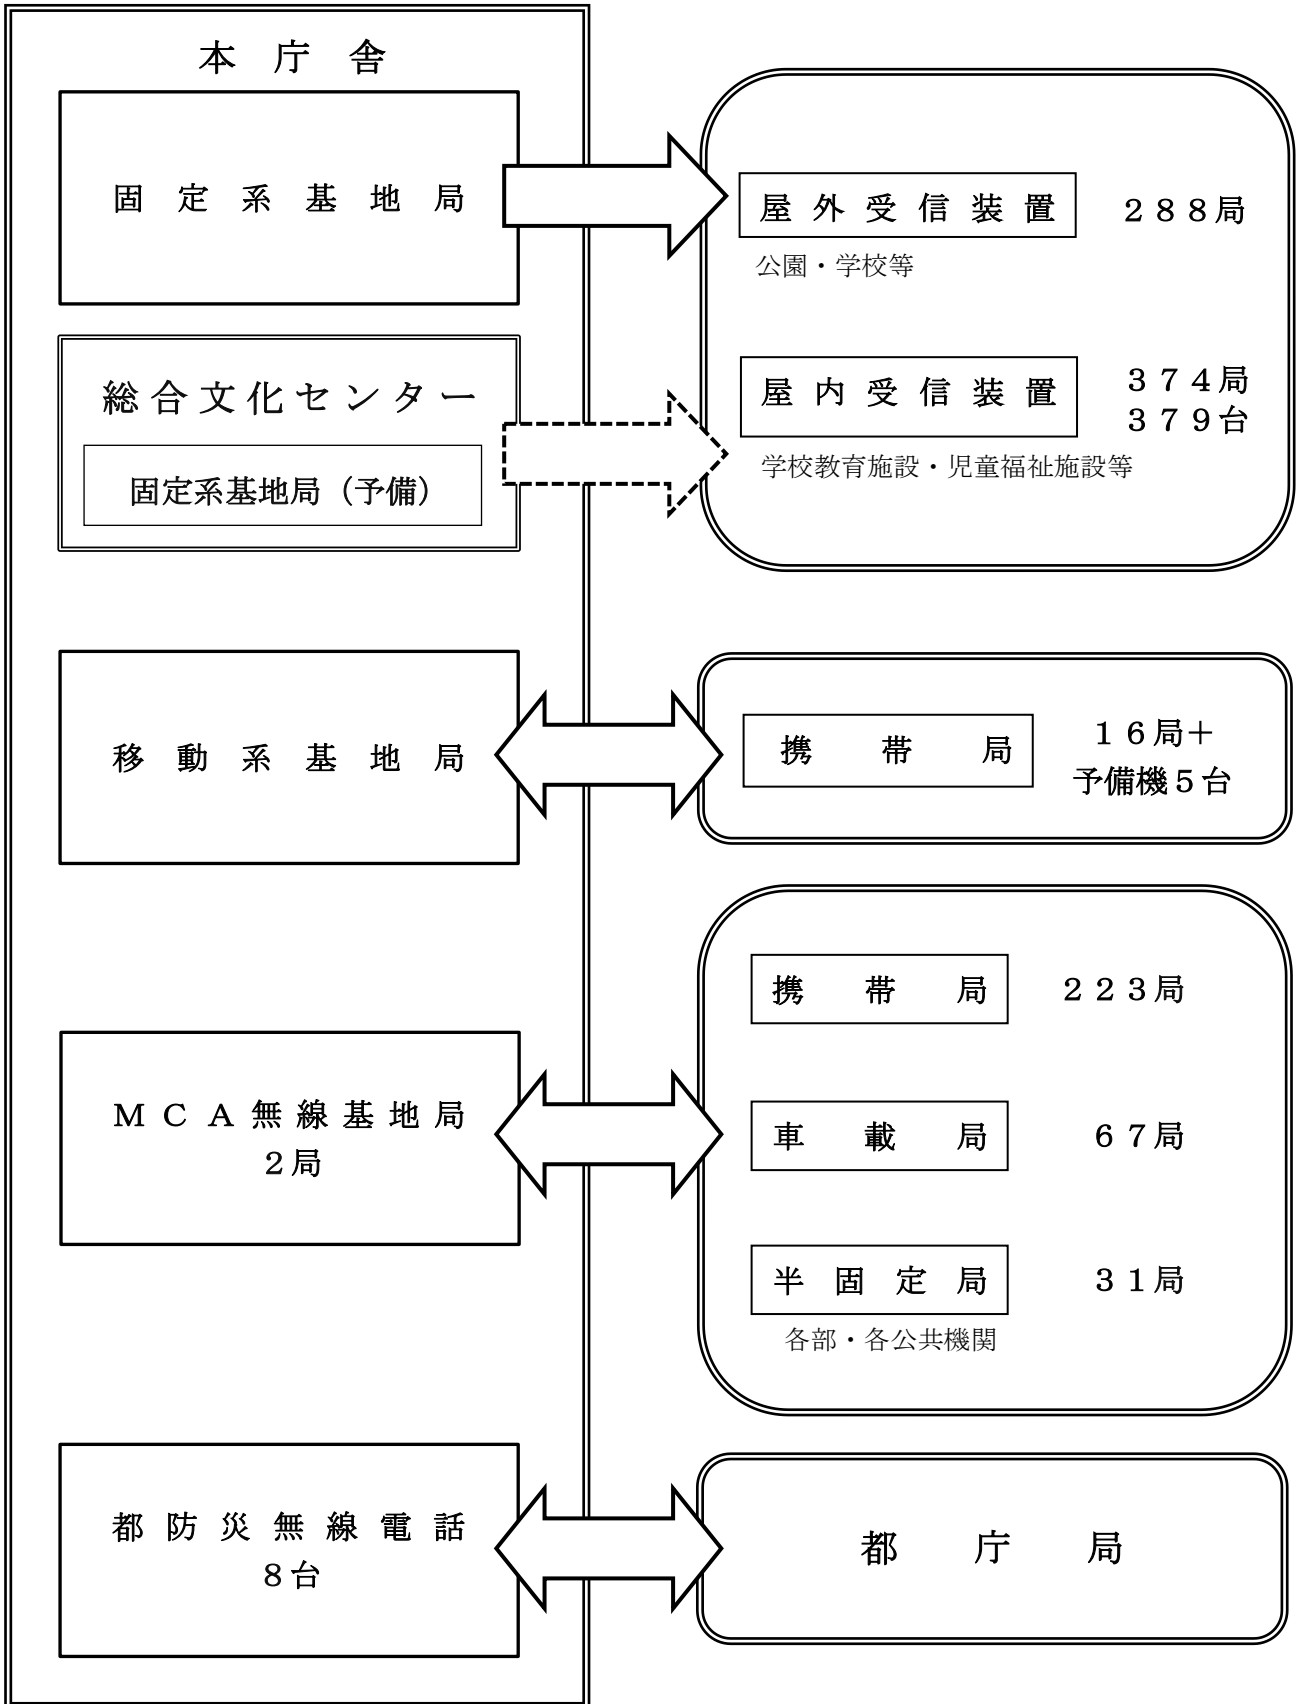 本庁舎
固定系基地局
屋外受信装置 288局
公園・学校等
総合文化センター
固定系基地局（予備）
屋内受信装置 374局
379台
学校教育施設・児童福祉施設等
移動系基地局
携帯局 16局＋
予備機5台
MCA無線基地局
2局
携帯局 223局
車載局 67局
半固定局 31局
各部・各公共機関
都防災無線電話
8台
都庁局